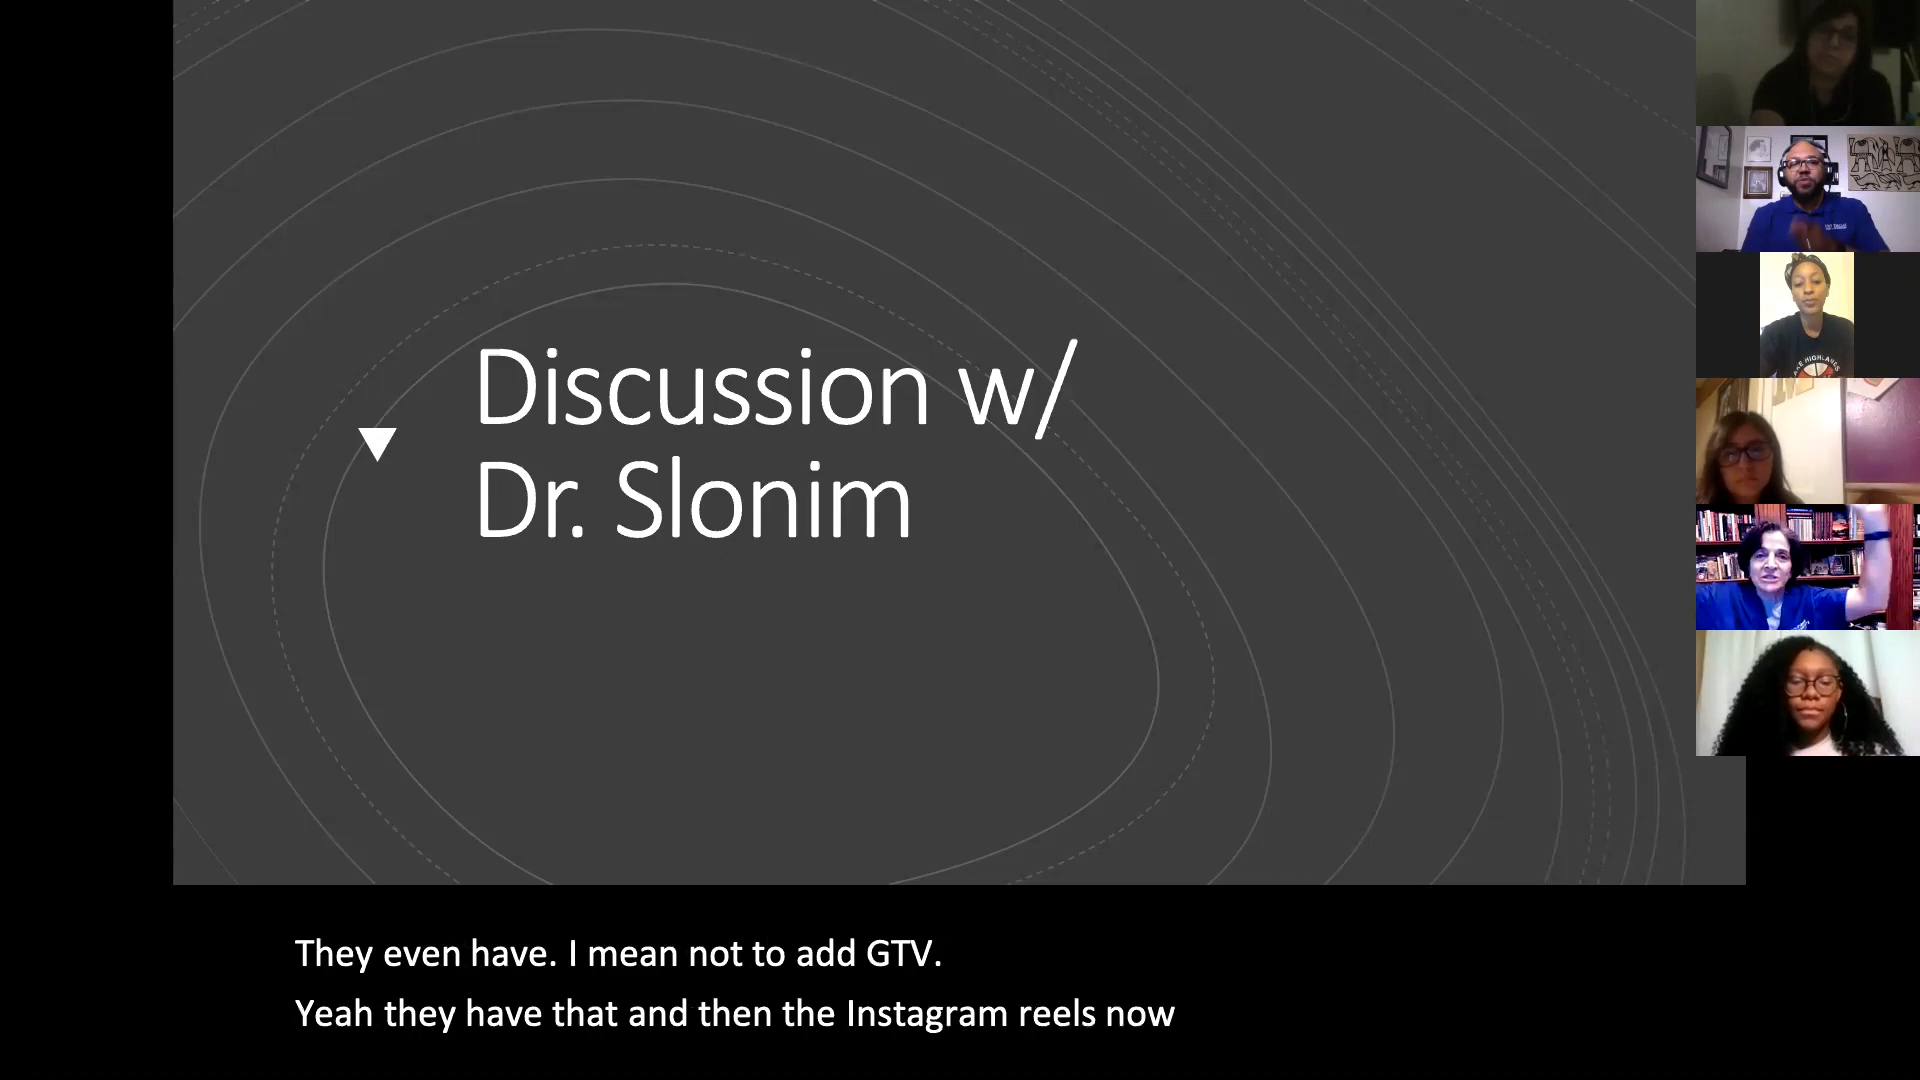 Discussion w/
Dr. Slonim
They even have. I mean not to add GTV.
Yeah they have that and then the Instagram reels now